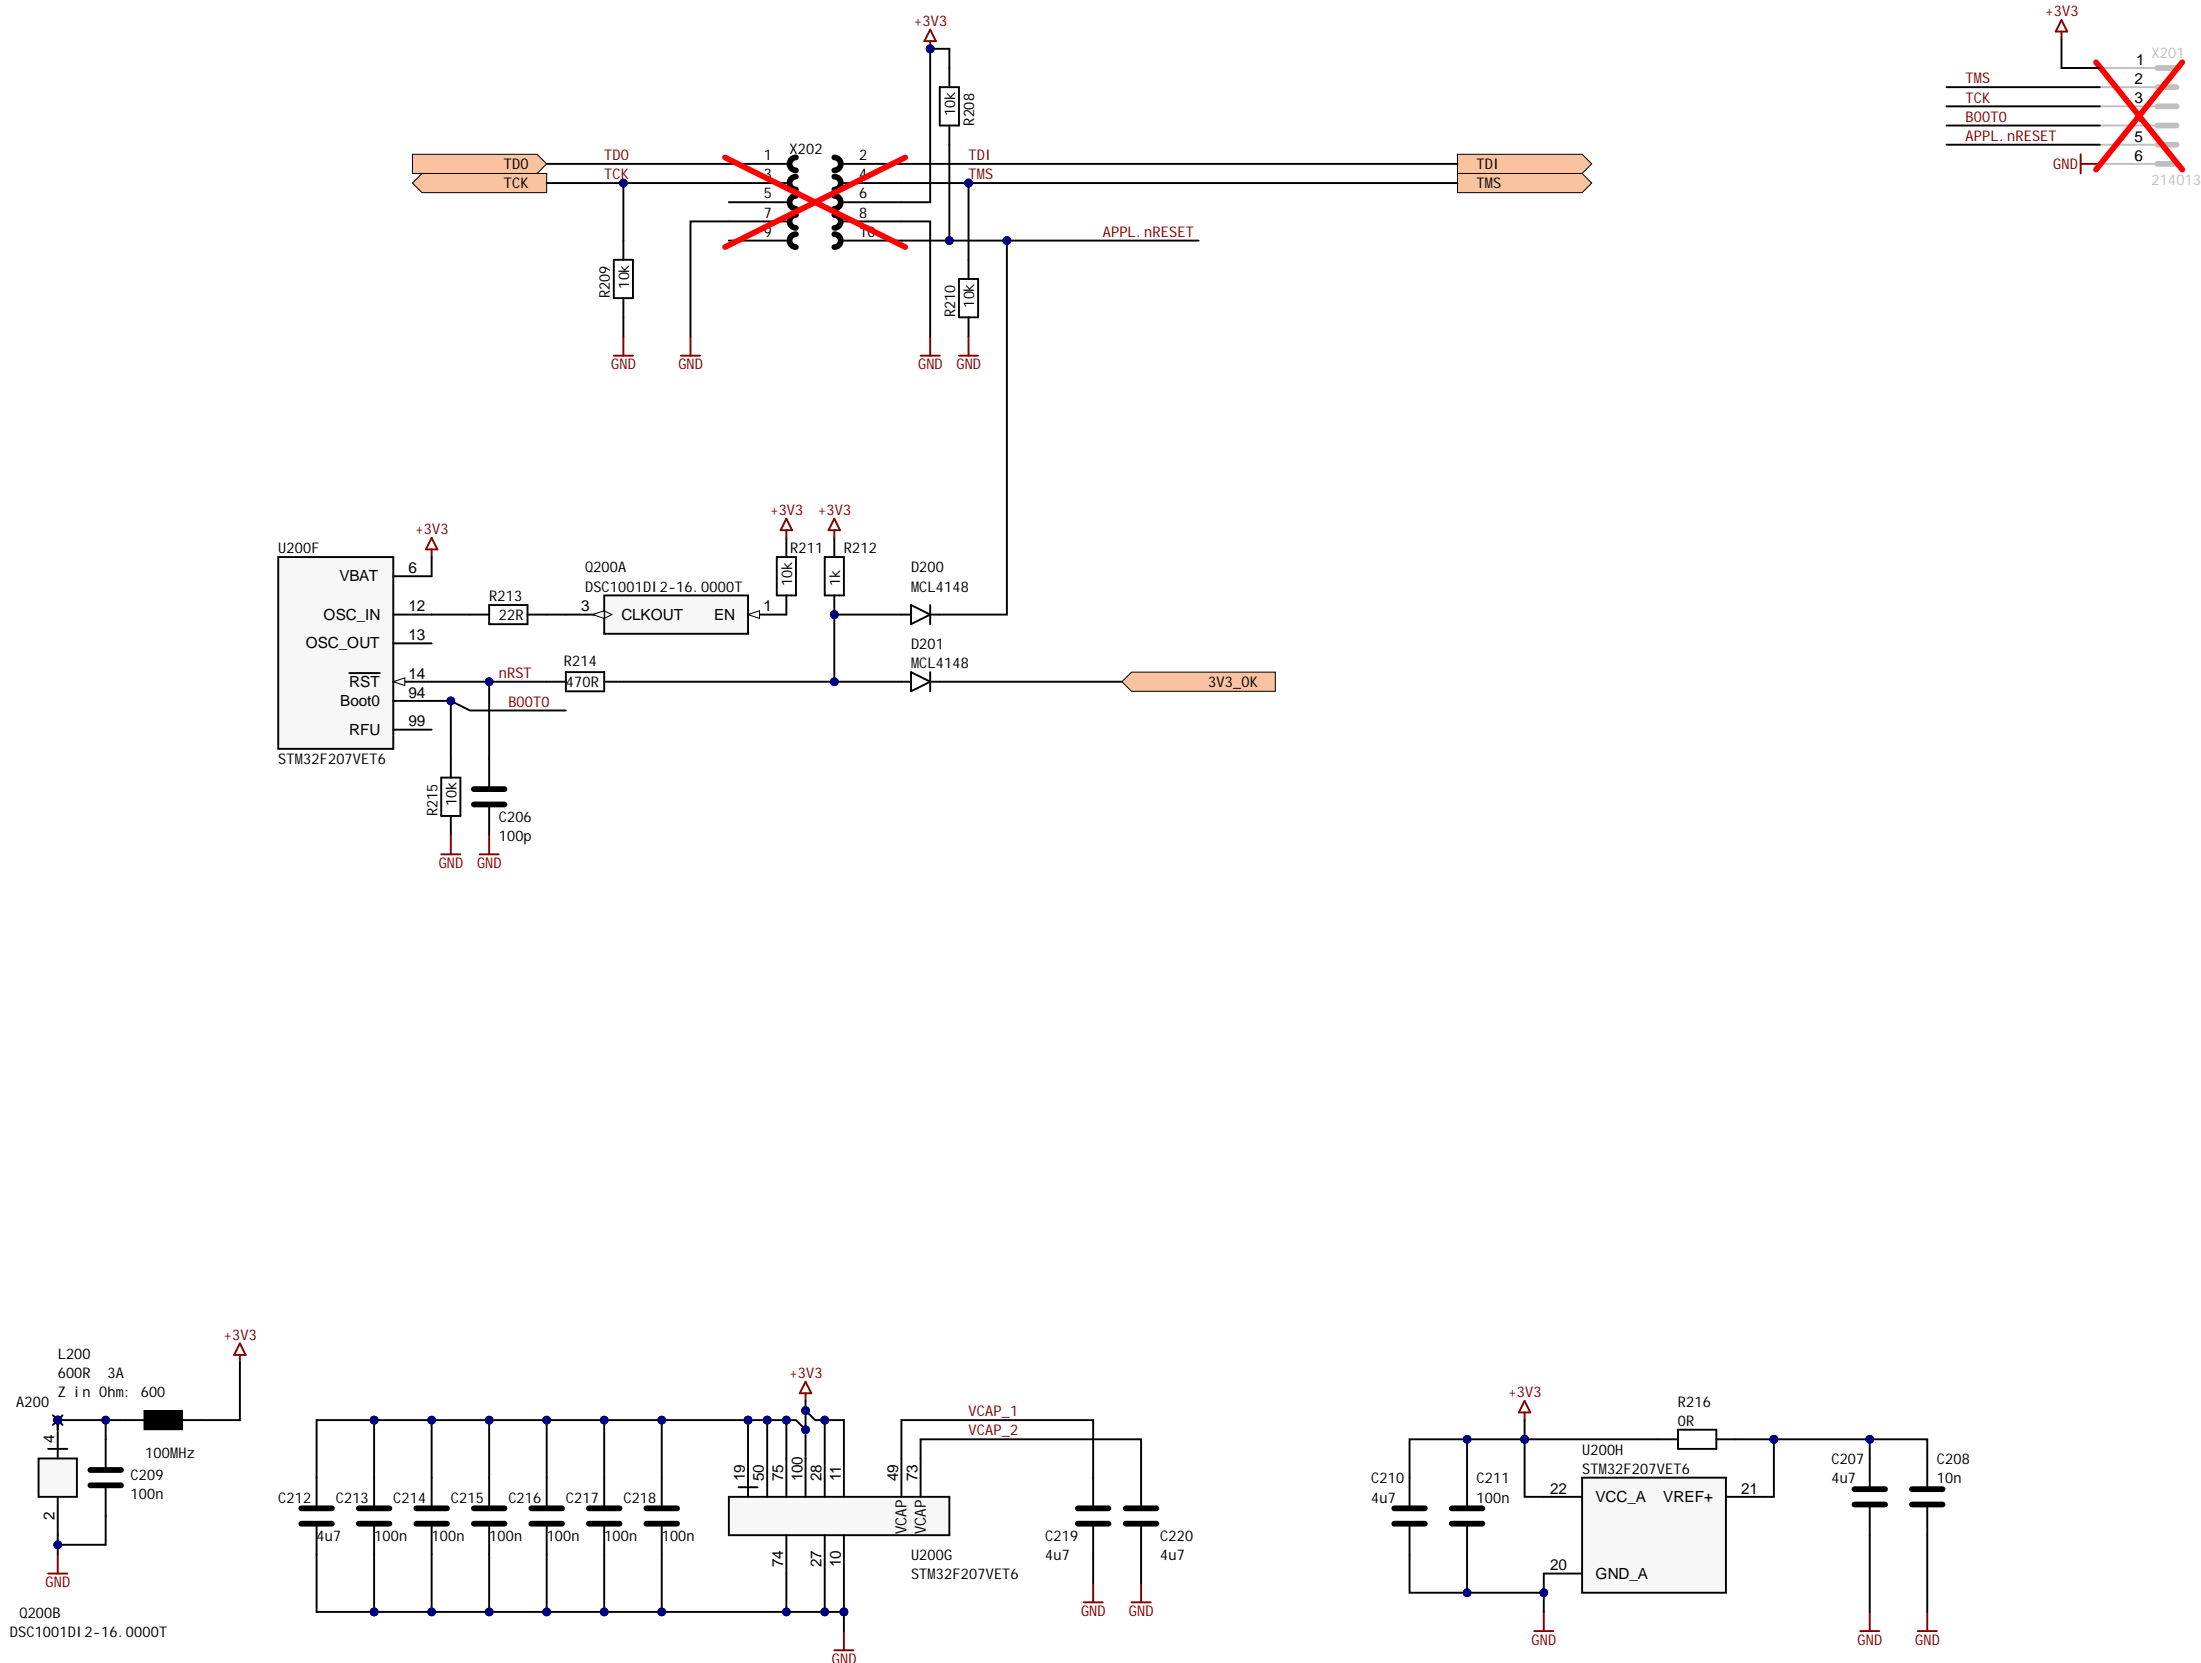 +3V3
10k
R208
X202
TDO
TDO
1
2
TDI
TDI
TCK
TCK
3
4
TMS
TMS
5
6
7
8
9
10
APPL.nRESET
R209
10k
R210
10k
GND
GND
GND
GND
+3V3
X201
1
TMS
2
TCK
3
BOOT0
APPL.nRESET
5
GND
6
214013
U200F
+3V3
VBAT
6
OSC_IN
12
OSC_OUT
13
RST
14
Boot0
94
RFU
99
STM32F207VET6
R213
22R
Q200A
DSC1001DI2-16.0000T
3
CLKOUT
EN
1
+3V3
+3V3
R211
10k
R212
1k
D200
MCL4148
D201
MCL4148
nRST
R214
470R
3V3_OK
BOOT0
R215
10k
C206
100p
GND
GND
+3V3
L200
600R 3A
Z in Ohm: 600
A200
100MHz
4
2
C209
100n
GND
Q200B
DSC1001DI2-16.0000T
+3V3
C212
4u7
C213
100n
C214
100n
C215
100n
C216
100n
C217
100n
C218
100n
19
50
75
100
28
11
49
73
VCAP
VCAP
VCAP_1
VCAP_2
74
27
10
U200G
STM32F207VET6
GND
C219
4u7
C220
4u7
GND
GND
+3V3
R216
0R
U200H
STM32F207VET6
C210
4u7
C211
100n
22
VCC_A
VREF+
21
20
GND_A
C207
4u7
C208
10n
GND
GND
GND